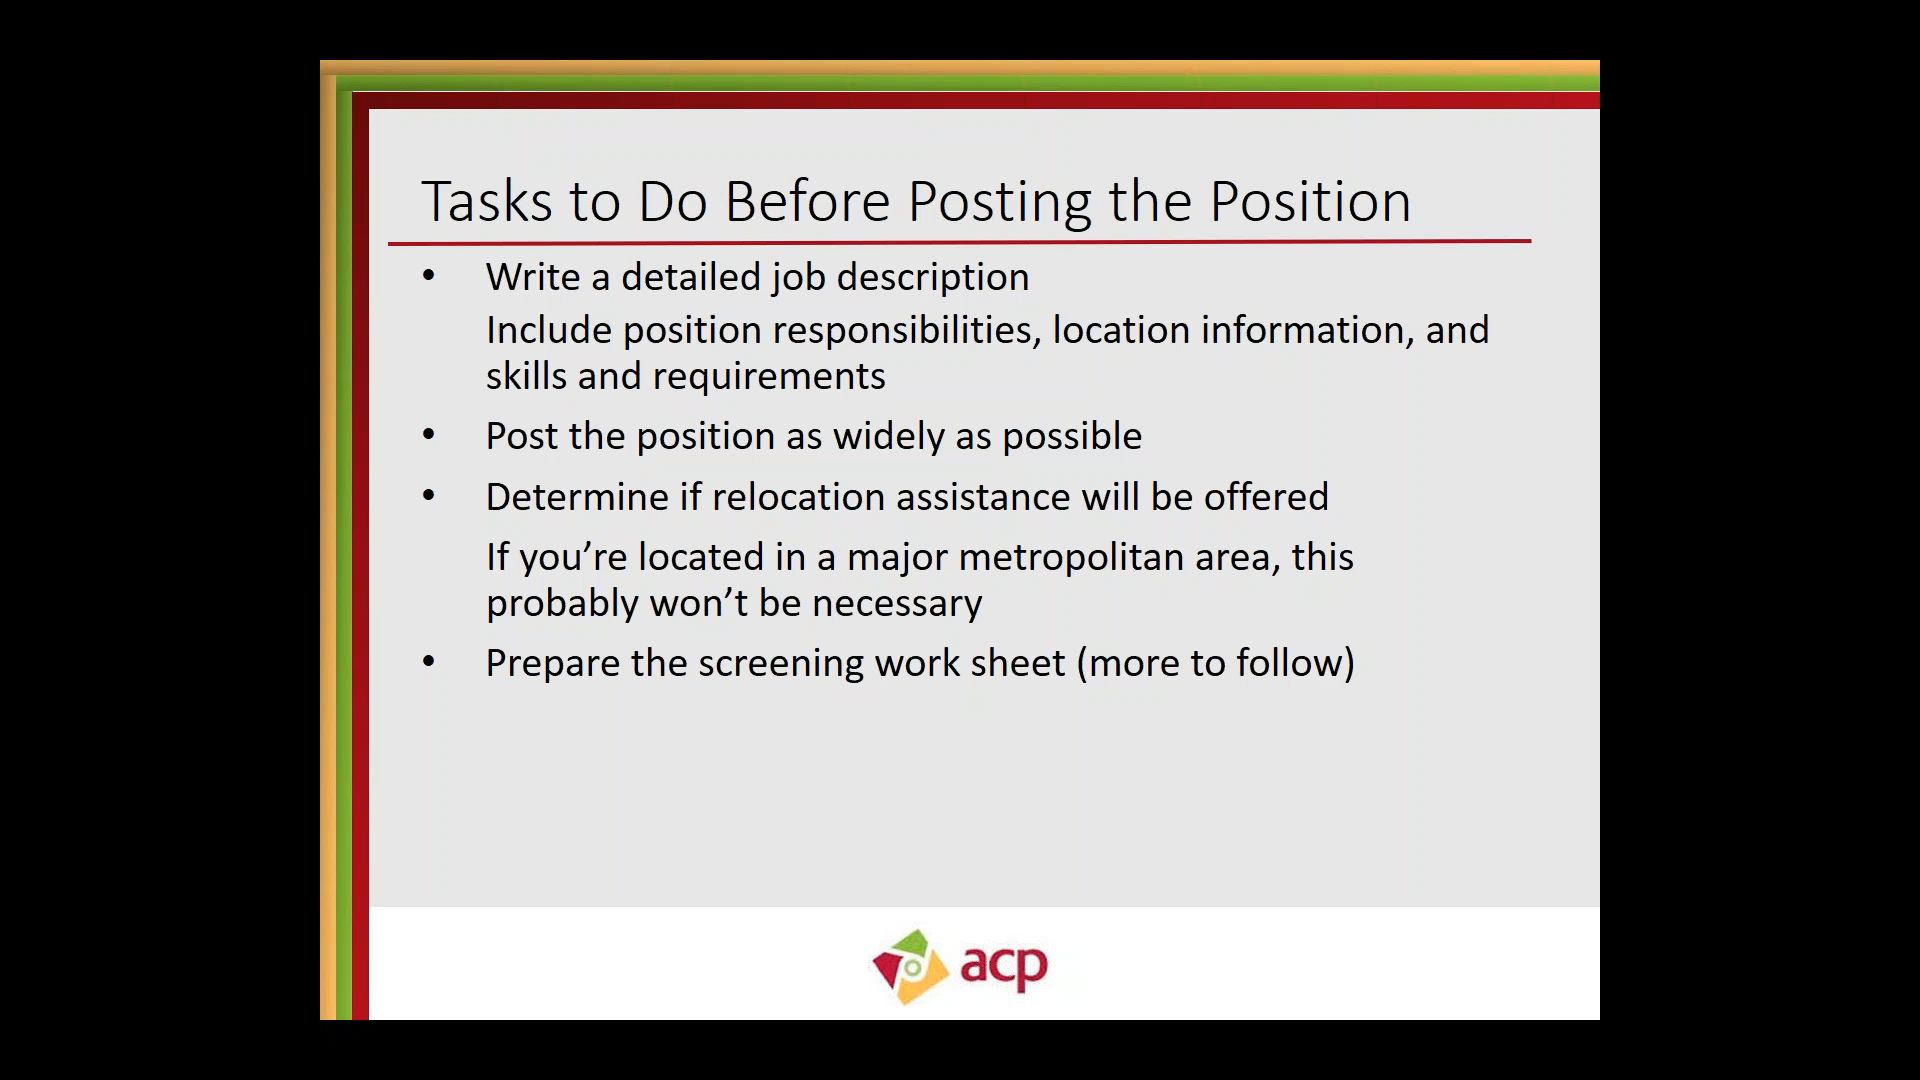 Tasks to Do Before Posting the Position
• Write a detailed job description
Include position responsibilities, location information, and
skills and requirements
• Post the position as widely as possible
• Determine if relocation assistance will be offered
If you’re located in a major metropolitan area, this
probably won’t be necessary
• Prepare the screening work sheet (more to follow)
acp